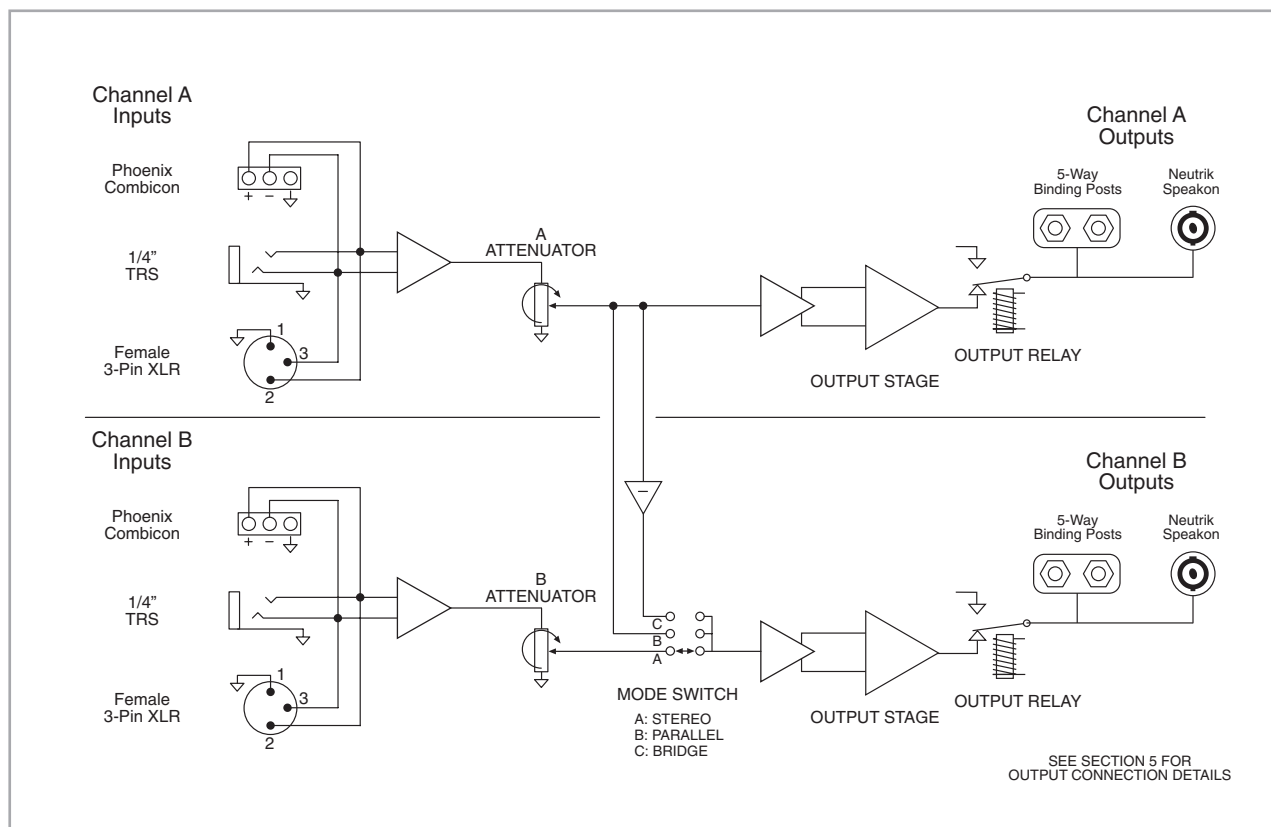 Channel A
Inputs
Phoenix
Combicon
+ −
1/4"
TRS
Female
3-Pin XLR
1
3
2
A
ATTENUATOR
OUTPUT STAGE
OUTPUT RELAY
Channel A
Outputs
5-Way
Binding Posts
Neutrik
Speakon
Channel B
Inputs
Phoenix
Combicon
+ −
1/4"
TRS
Female
3-Pin XLR
1
3
2
B
ATTENUATOR
−
C
B
A
MODE SWITCH
A: STEREO
B: PARALLEL
C: BRIDGE
OUTPUT STAGE
OUTPUT RELAY
Channel B
Outputs
5-Way
Binding Posts
Neutrik
Speakon
SEE SECTION 5 FOR
OUTPUT CONNECTION DETAILS